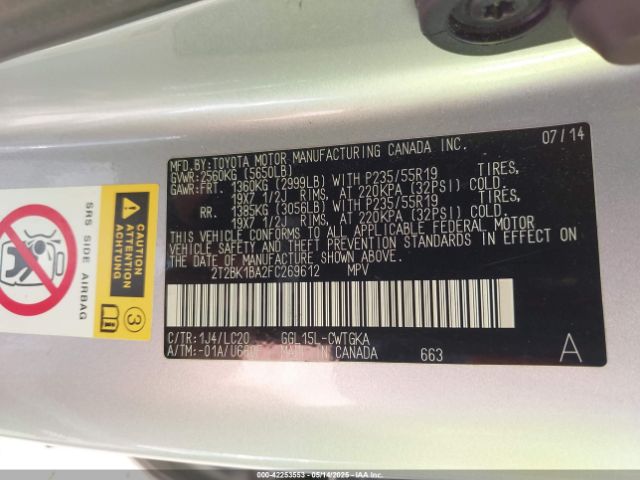 MFD.BY:TOYOTA MOTOR MANUFACTURING CANADA INC. 07/14
GVWR:2560KG (5650LB)
GAWR:FRT. 1360KG (2999LB) WITH P235/55R19 TIRES,
19X7 1/2J RIMS, AT 220KPA (32PSI) COLD.
RR. 1385KG (3056LB) WITH P235/55R19 TIRES,
19X7 1/2J RIMS, AT 220KPA (32PSI) COLD.
THIS VEHICLE CONFORMS TO ALL APPLICABLE FEDERAL MOTOR
VEHICLE SAFETY AND THEFT PREVENTION STANDARDS IN EFFECT ON
THE DATE OF MANUFACTURE SHOWN ABOVE.
2T2BK1BA2FC269612 MPV
C/TR:1J4/LC20 GGL15L-CWTGKA
A/TM:-01A/ MADE IN CANADA 663 A
SRS SIDE AIRBAG
ATTENTION
ACHTUNG
3
000-42253553 - 05/14/2025 - IAAI.COM